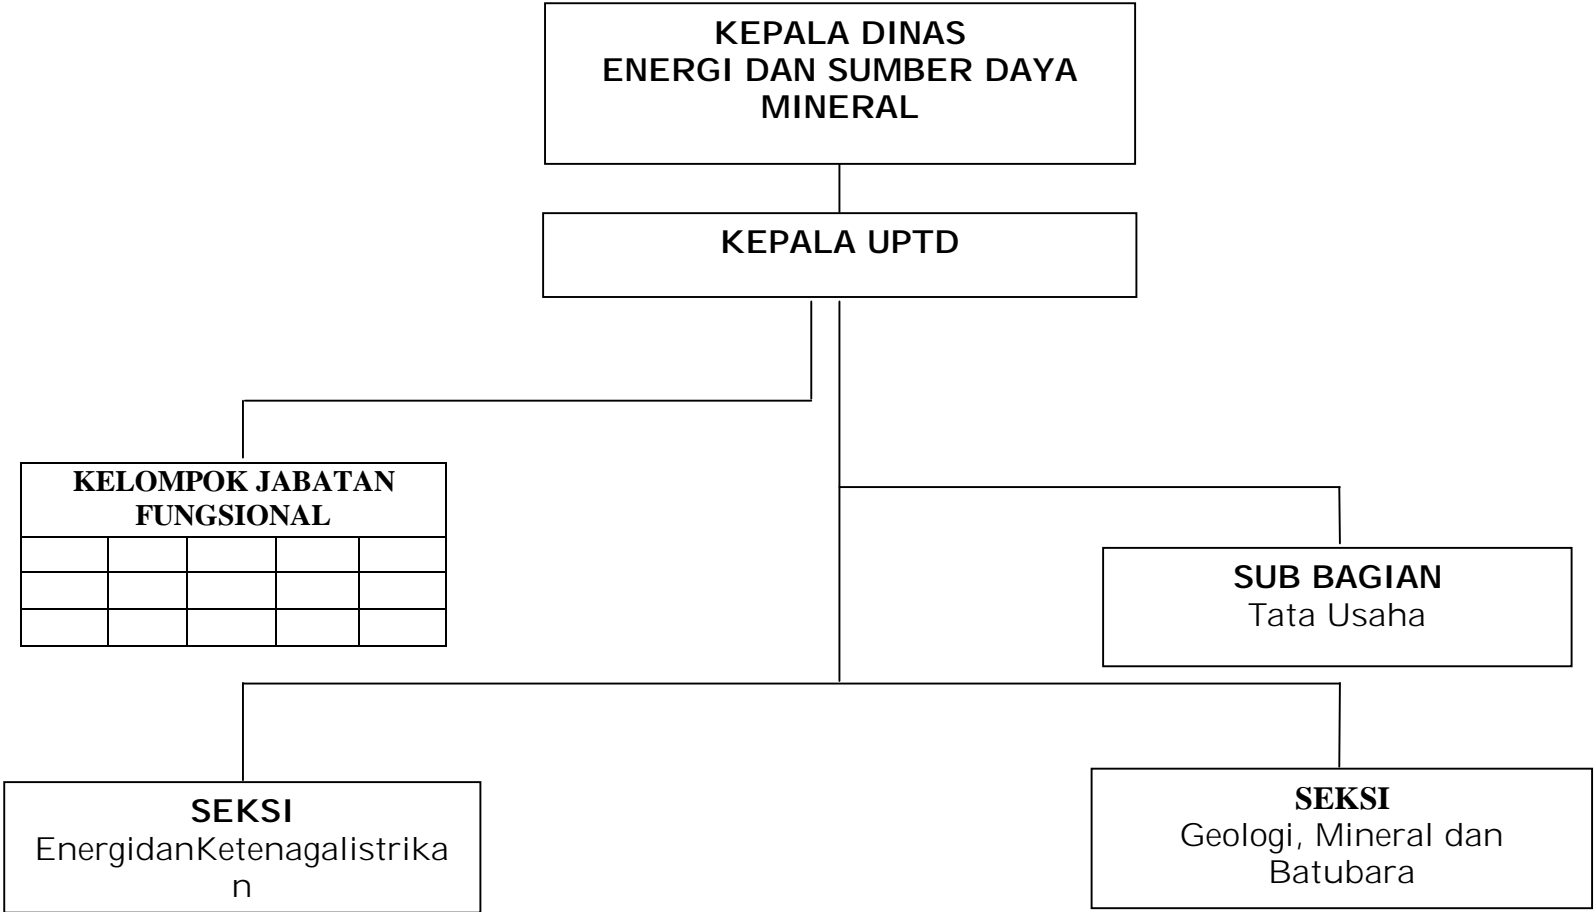 KEPALA DINAS
ENERGI DAN SUMBER DAYA
MINERAL
KEPALA UPTD
KELOMPOK JABATAN
FUNGSIONAL
SUB BAGIAN
Tata Usaha
SEKSI
EnergidanKetenagalistrika
n
SEKSI
Geologi, Mineral dan
Batubara